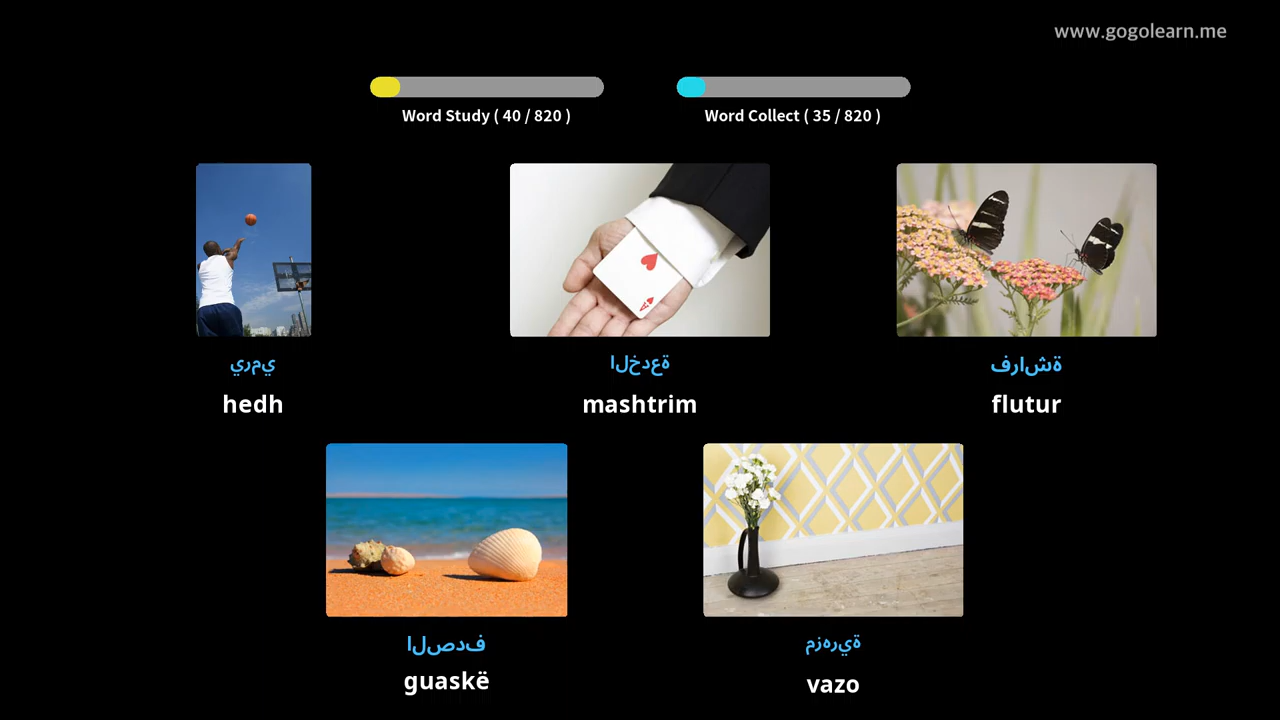 www.gogolearn.me
Word Study ( 40 / 820 )
Word Collect ( 35 / 820 )
يرمي
hedh
الخدعة
mashtrim
فراشة
flutur
الصدف
guaskë
مزهرية
vazo